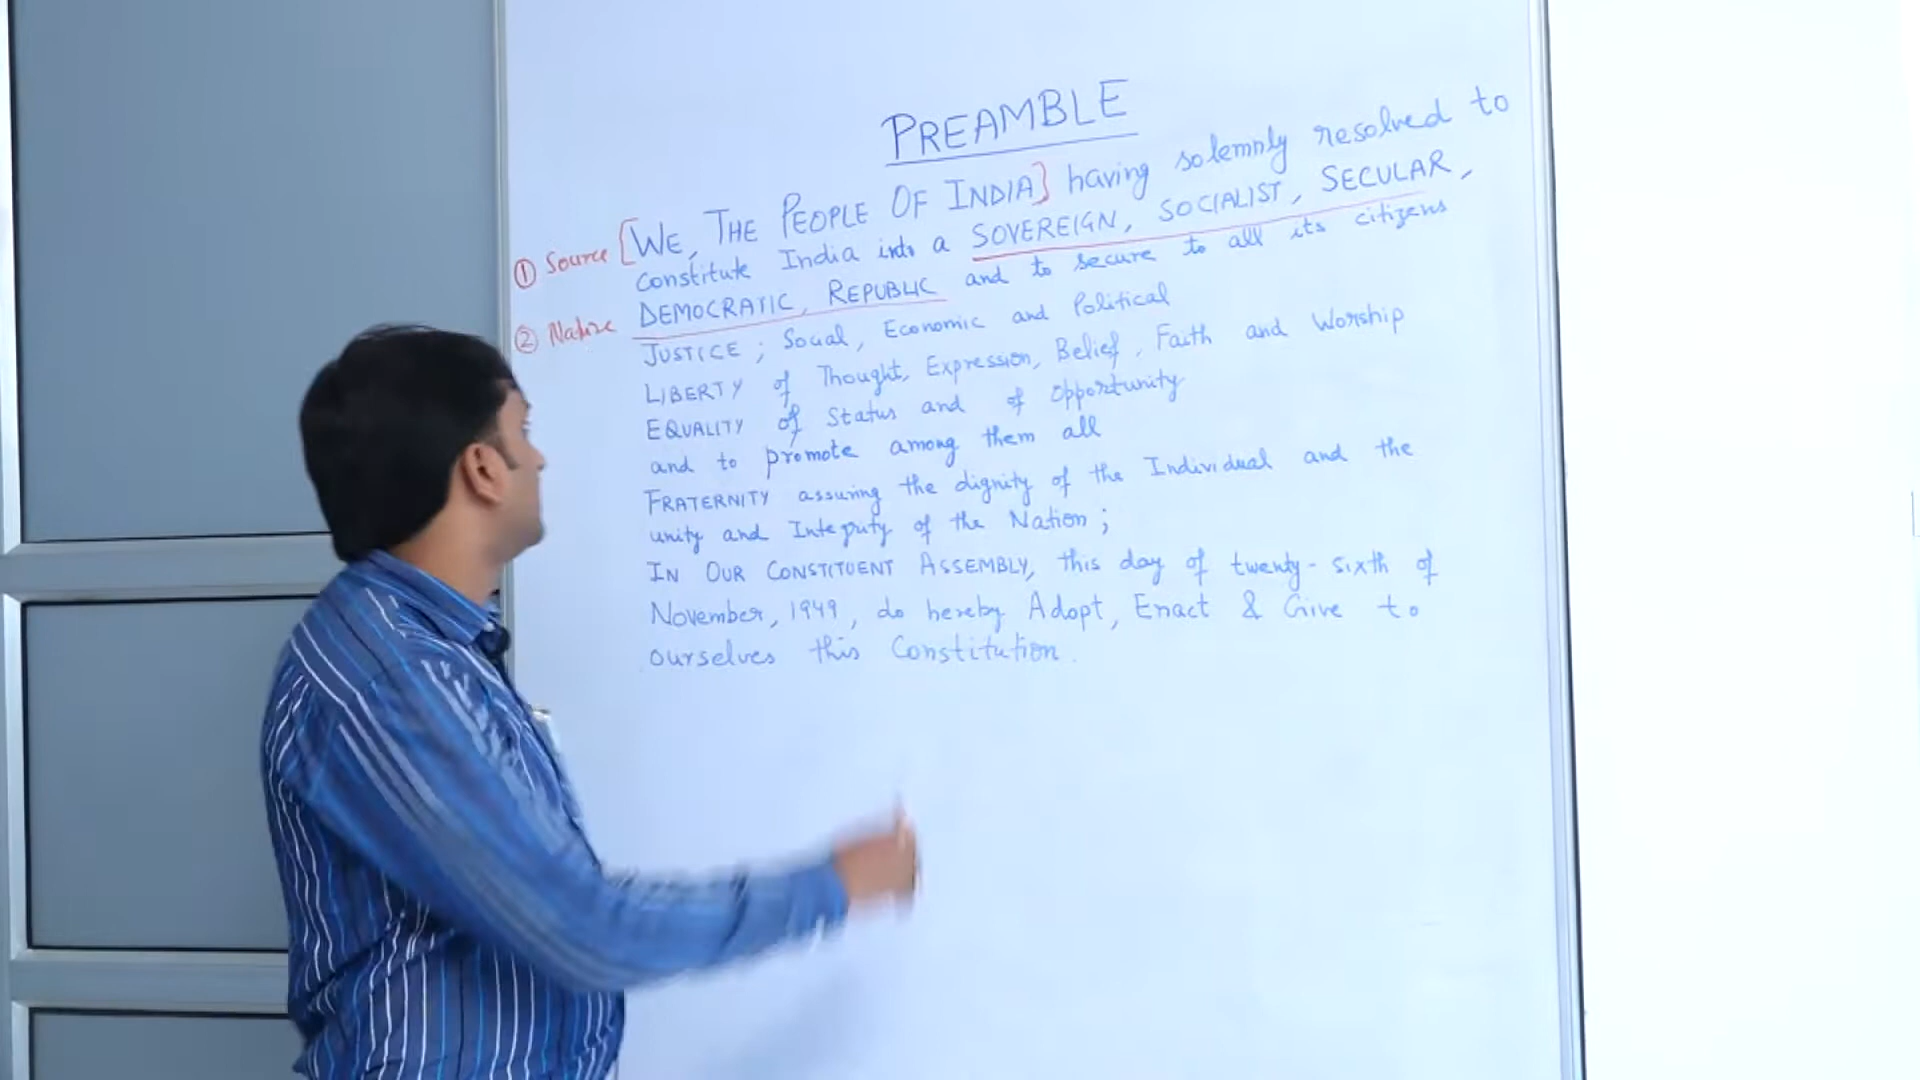 PREAMBLE
① Source [WE, THE PEOPLE OF INDIA] having solemnly resolved to
constitute India into a SOVEREIGN, SOCIALIST, SECULAR,
② Nature DEMOCRATIC, REPUBLIC and to secure to all its citizens
JUSTICE ; Social, Economic and Political
LIBERTY of Thought, Expression, Belief, Faith and Worship
EQUALITY of Status and of Opportunity
and to promote among them all
FRATERNITY assuring the dignity of the Individual and the
unity and Integrity of the Nation ;
IN OUR CONSTITUENT ASSEMBLY, this day of twenty-sixth of
November, 1949, do hereby Adopt, Enact & Give to
ourselves this Constitution.